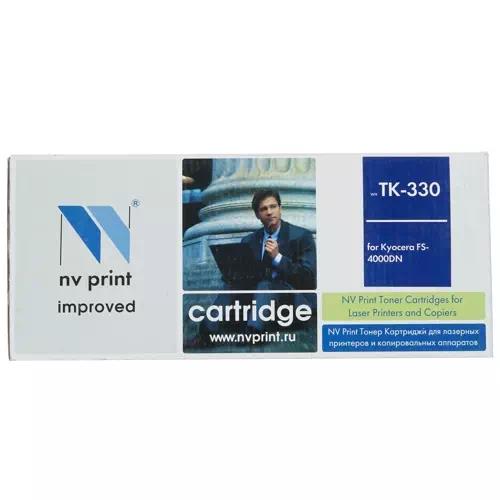 ®
nv print
improved
cartridge
www.nvprint.ru
TK-330
for Kyocera FS-
4000DN
NV Print Toner Cartridges for
Laser Printers and Copiers
NV Print Тонер Картриджи для лазерных
принтеров и копировальных аппаратов